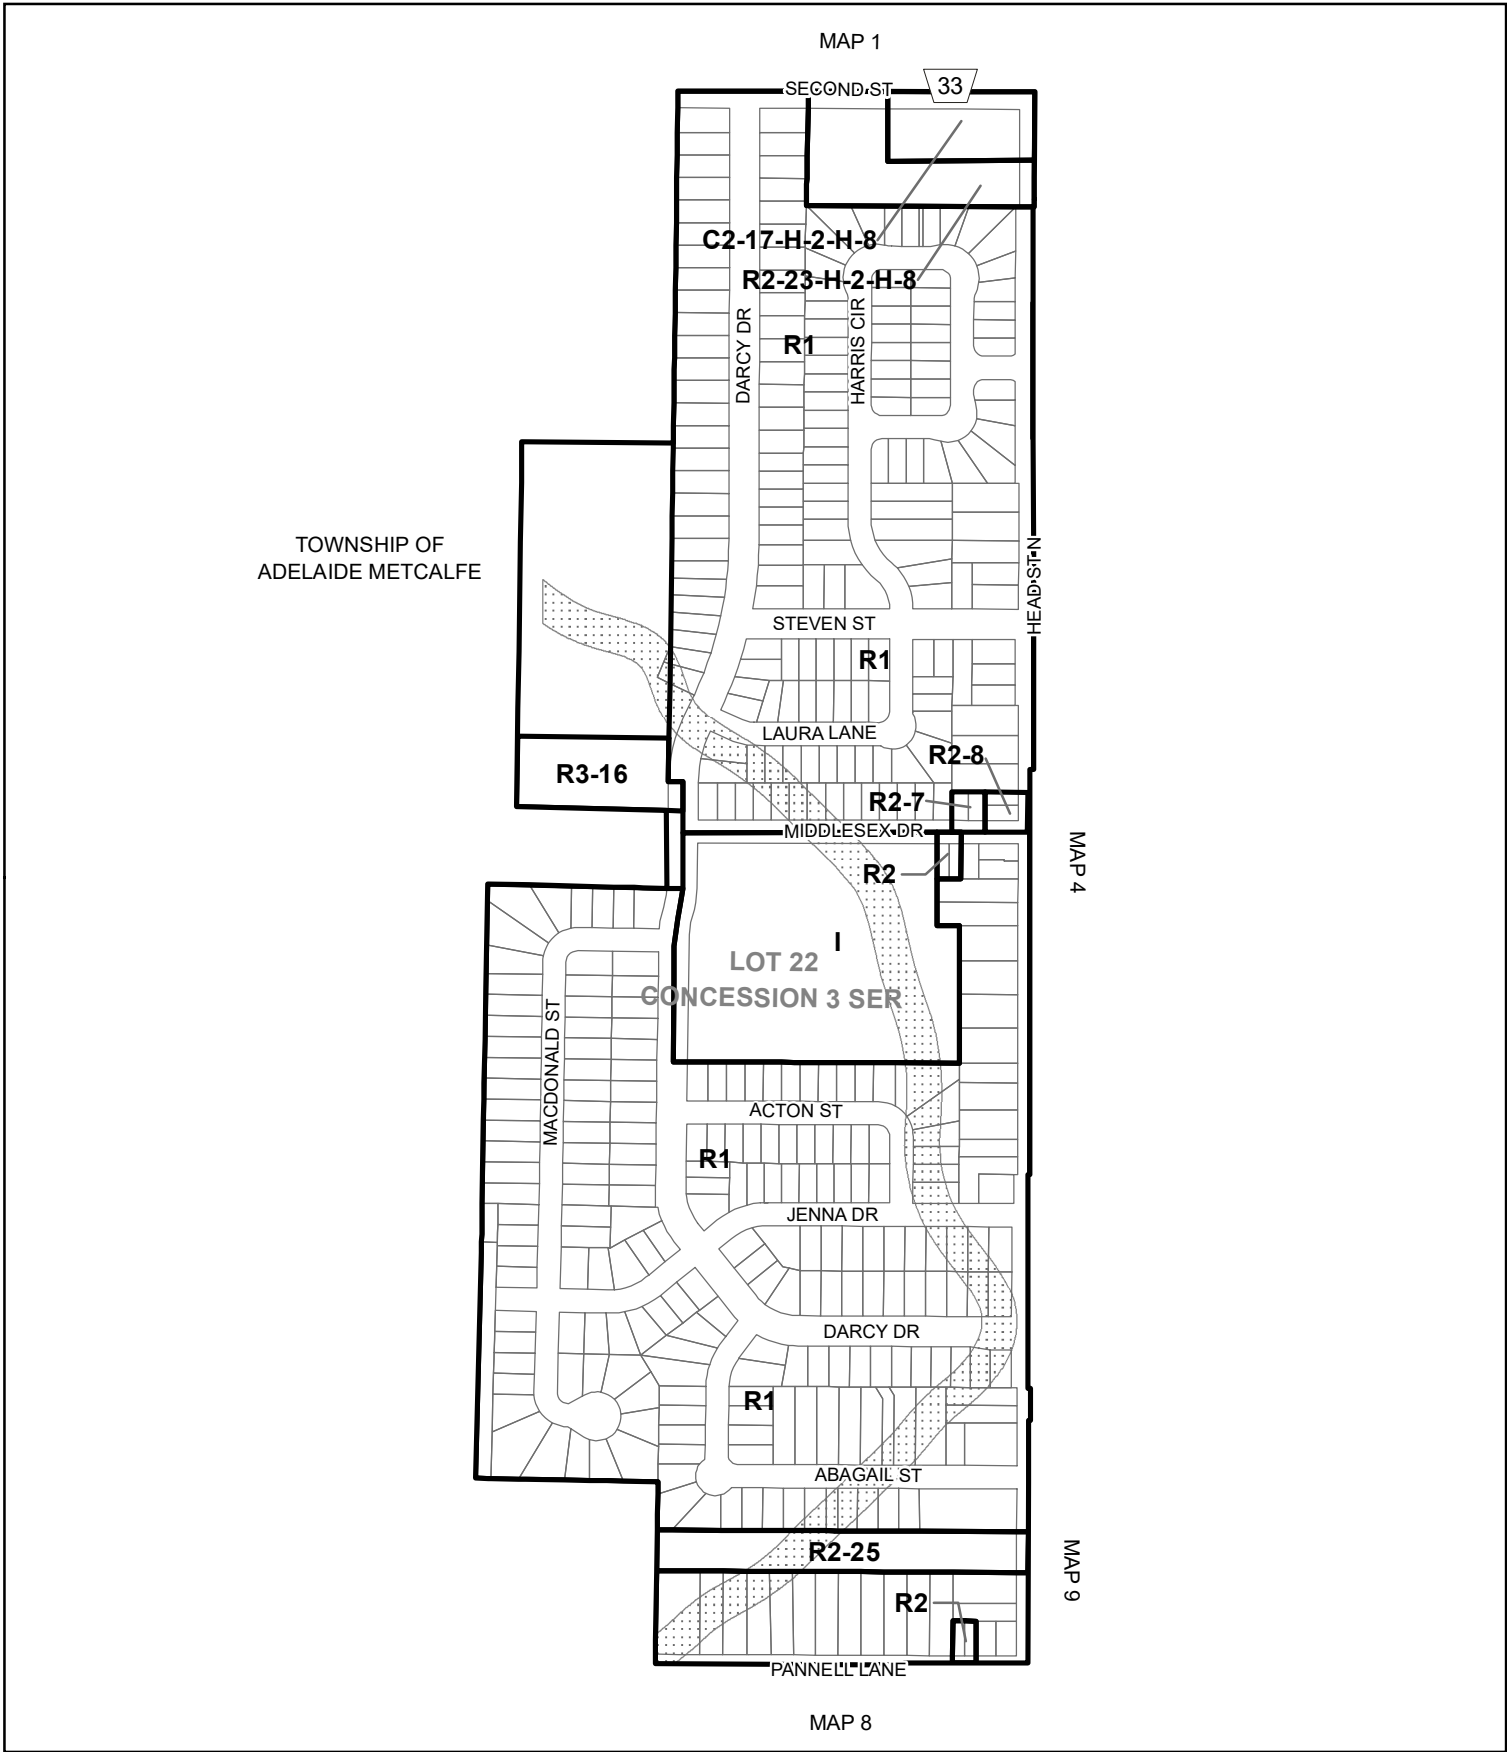 MAP 1
SECOND ST
33
C2-17-H-2-H-8
R2-23-H-2-H-8
DARCY DR
HARRIS CIR
R1
TOWNSHIP OF
ADELAIDE METCALFE
HEAD ST N
STEVEN ST
R1
LAURA LANE
R2-8
R3-16
R2-7
MIDDLESEX DR
MAP 4
R2
I
LOT 22
CONCESSION 3 SER
MACDONALD ST
ACTON ST
R1
JENNA DR
DARCY DR
R1
ABAGAIL ST
R2-25
MAP 9
R2
PANNELL LANE
MAP 8